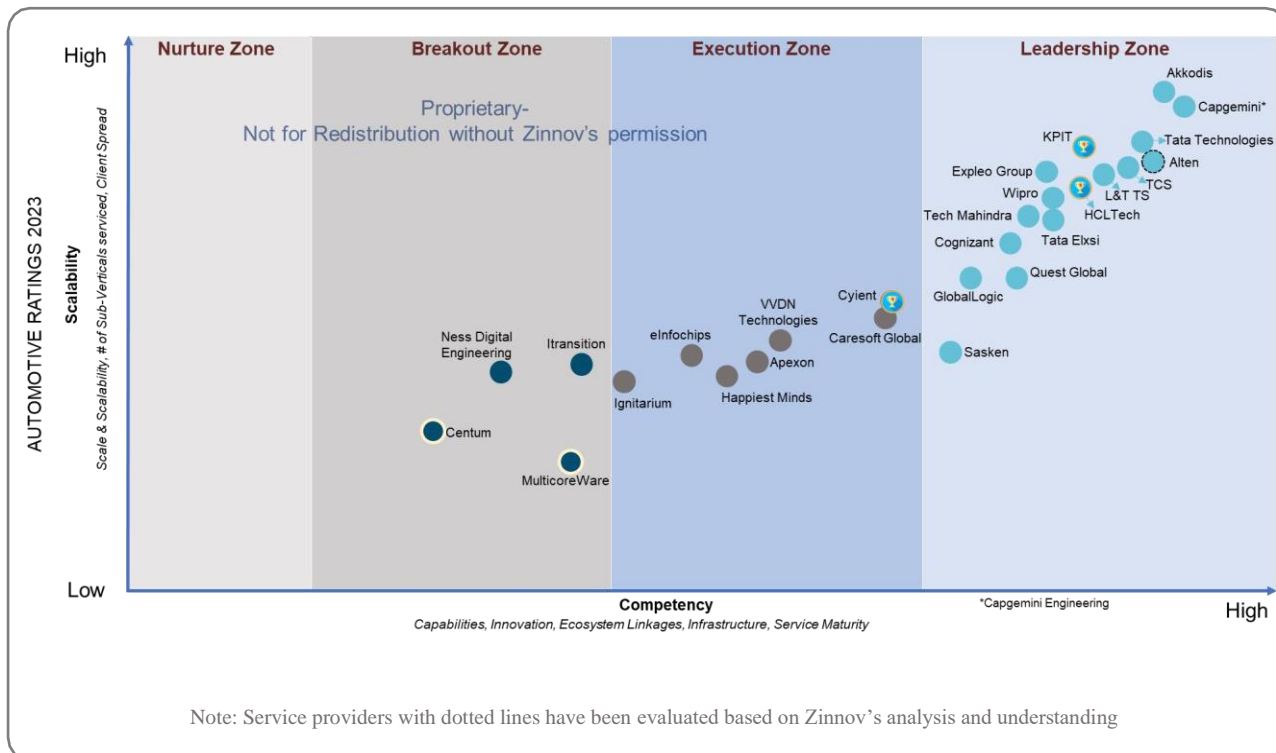 High
Nurture Zone
Breakout Zone
Execution Zone
Leadership Zone
Proprietary-
Not for Redistribution without Zinnov's permission
AUTOMOTIVE RATINGS 2023
Scalability
Scale & Scalability, # of Sub-Verticals serviced, Client Spread
Akkodis
Capgemini*
KPIT
Tata Technologies
Alten
Expleo Group
TCS
L&T TS
Wipro
HCLTech
Tech Mahindra
Tata Elxsi
Cognizant
Quest Global
GlobalLogic
Cyient
VVDN
Technologies
Caresoft Global
Sasken
eInfochips
Ness Digital
Engineering
Itransition
Apexon
Happiest Minds
Ignitarium
Centum
MulticoreWare
Low
Competency
*Capgemini Engineering
High
Capabilities, Innovation, Ecosystem Linkages, Infrastructure, Service Maturity
Note: Service providers with dotted lines have been evaluated based on Zinnov's analysis and understanding